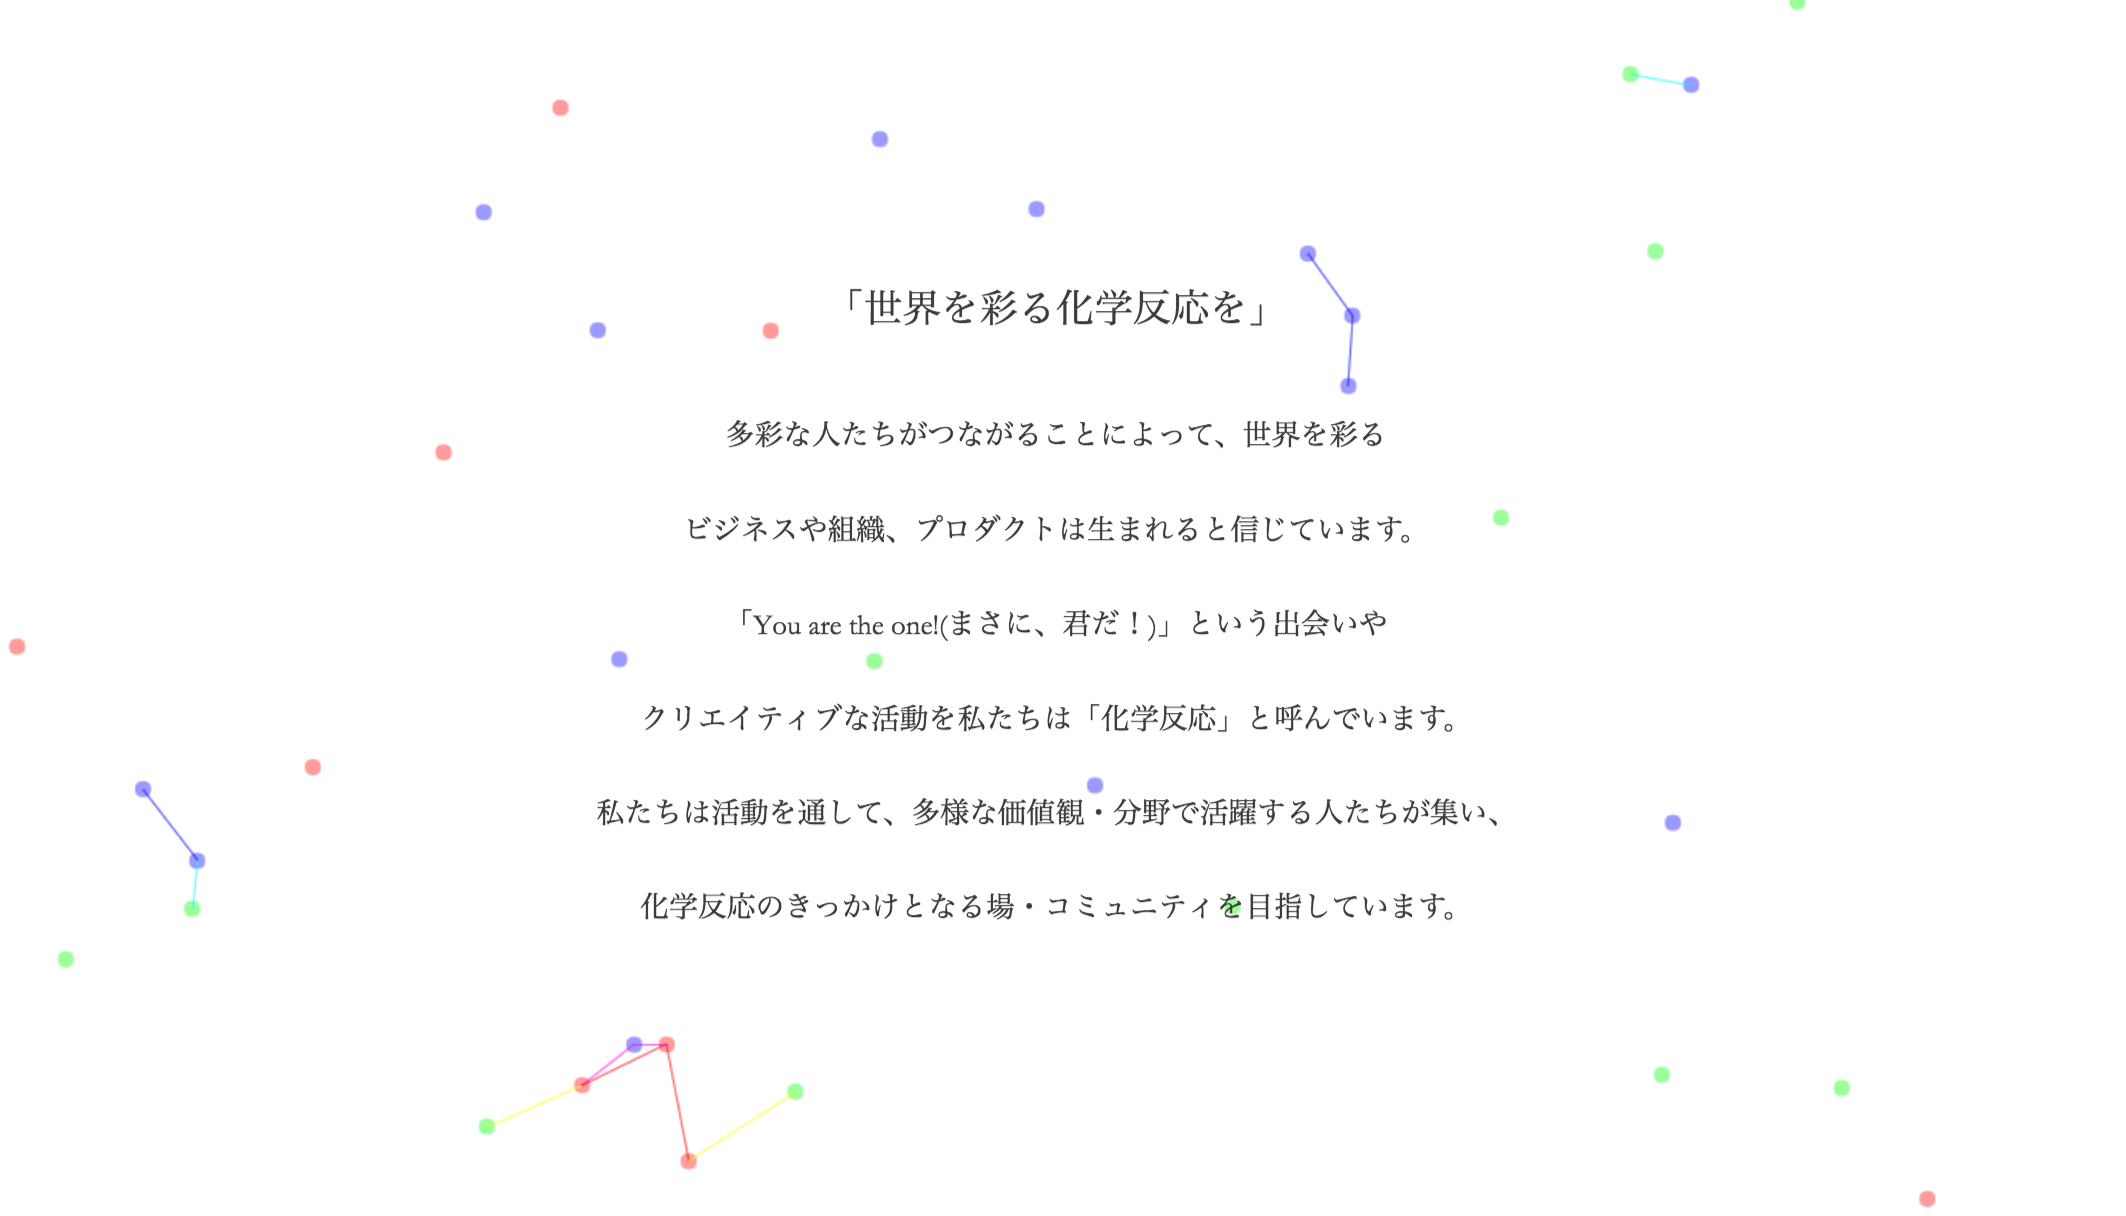 「世界を彩る化学反応を」
多彩な人たちがつながることによって、世界を彩る
ビジネスや組織、プロダクトは生まれると信じています。
「You are the one!(まさに、君だ！)」という出会いや
クリエイティブな活動を私たちは「化学反応」と呼んでいます。
私たちは活動を通して、多様な価値観・分野で活躍する人たちが集い、
化学反応のきっかけとなる場・コミュニティを目指しています。